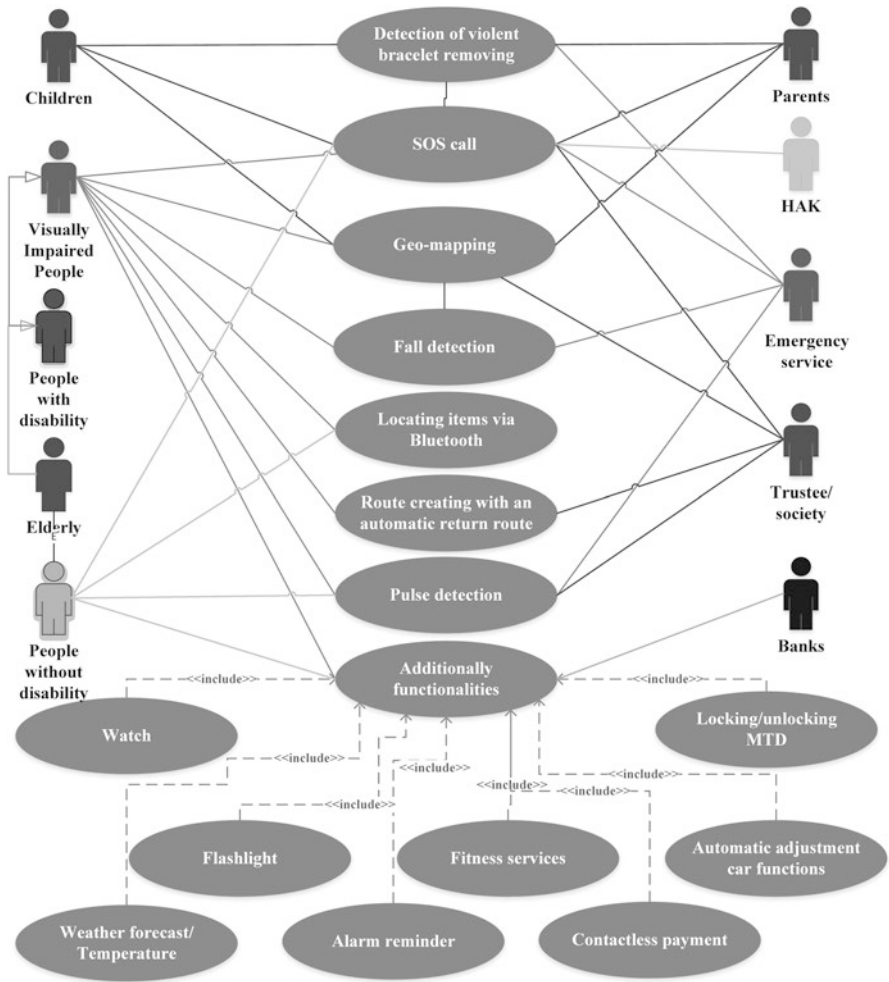 Children
Detection of violent
bracelet removing
Parents
SOS call
HAK
Visually
Impaired
People
Geo-mapping
Emergency
service
Fall detection
People
with
disability
Locating items via
Bluetooth
Trustee/
society
Elderly
E
Route creating with an
automatic return route
Pulse detection
People
without
disability
Banks
Additionally
functionalities
<<include>>
<<include>>
Watch
Locking/unlocking
MTD
<<include>>
<<include>>
<<include>>
<<include>>
<<include>>
<<include>>
Flashlight
Fitness services
Automatic adjustment
car functions
Weather forecast/
Temperature
Alarm reminder
Contactless payment